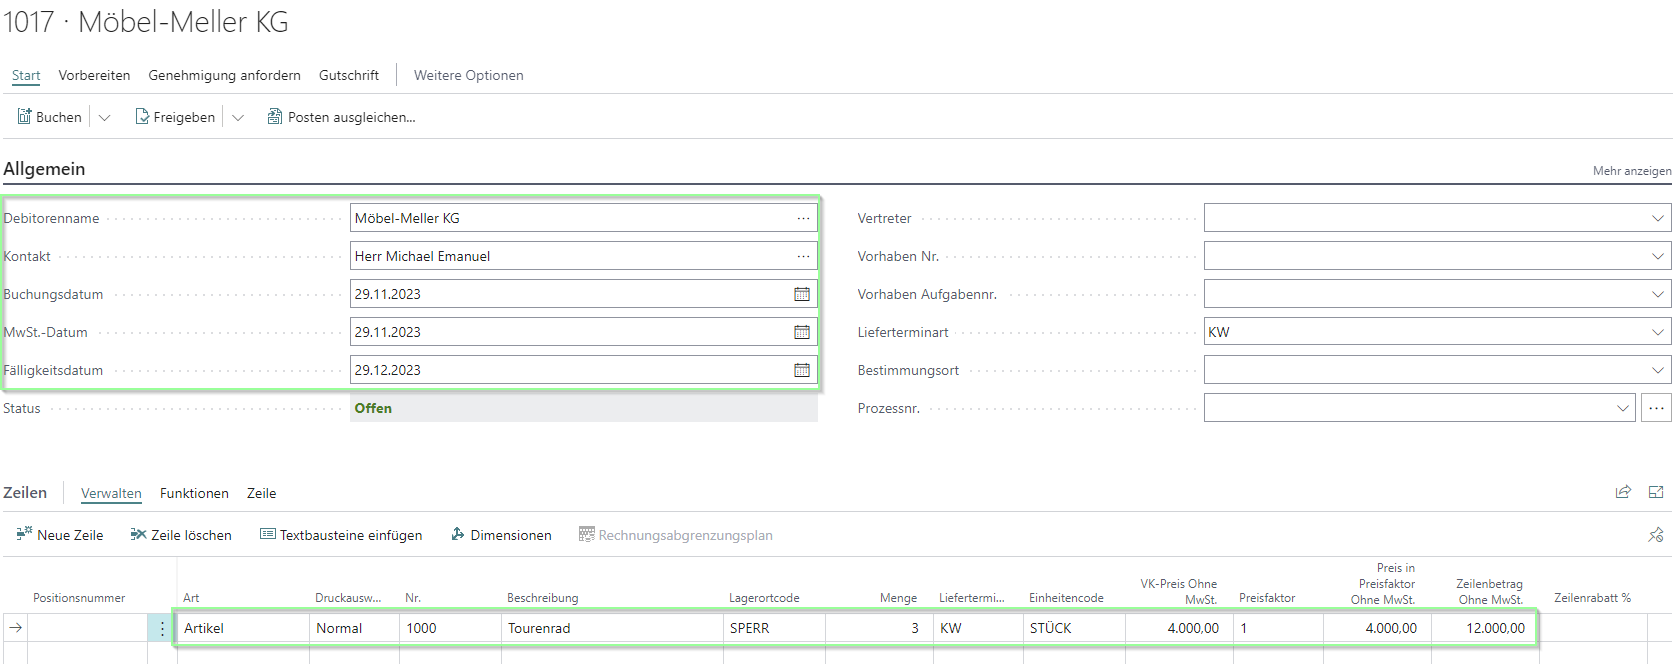 1017 · Möbel-Meller KG
Start Vorbereiten Genehmigung anfordern Gutschrift Weitere Optionen
Buchen Freigeben Posten ausgleichen...
Allgemein Mehr anzeigen
Debitorenname Möbel-Meller KG Vertreter
Kontakt Herr Michael Emanuel Vorhaben Nr.
Buchungsdatum 29.11.2023 Vorhaben Aufgabennr.
MwSt.-Datum 29.11.2023 Lieferterminart KW
Fälligkeitsdatum 29.12.2023 Bestimmungsort
Status Offen Prozessnr.
Zeilen Verwalten Funktionen Zeile
Neue Zeile Zeile löschen Textbausteine einfügen Dimensionen Rechnungsabgrenzungsplan
Positionsnummer Art Druckausw... Nr. Beschreibung Lagerortcode Menge Liefertermi... Einheitencode VK-Preis Ohne MwSt. Preisfaktor Preis in Preisfaktor Ohne MwSt. Zeilenbetrag Ohne MwSt. Zeilenrabatt %
Artikel Normal 1000 Tourenrad SPERR 3 KW STÜCK 4.000,00 1 4.000,00 12.000,00